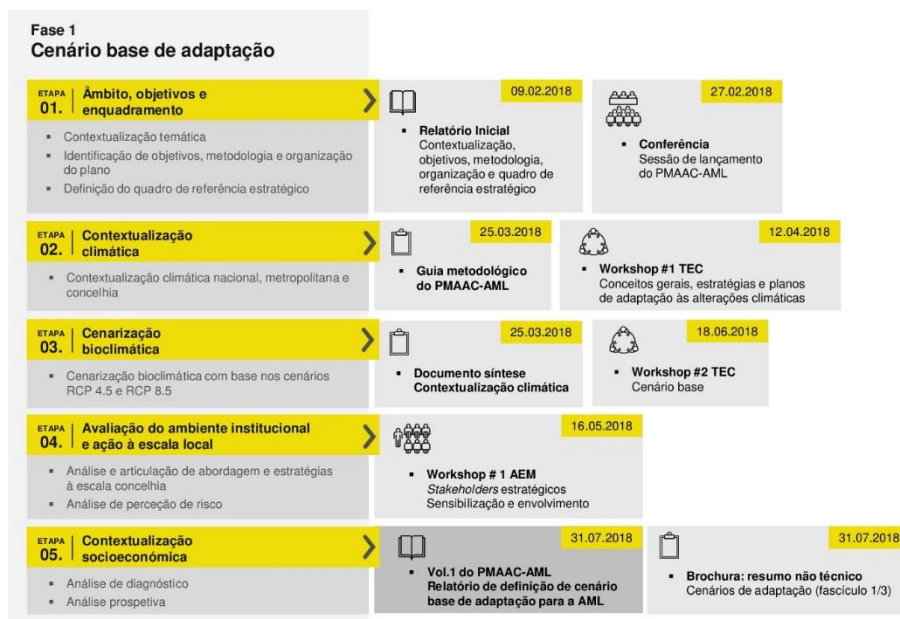 Fase 1
Cenário base de adaptação
ETAPA 01. Âmbito, objetivos e
enquadramento
▪ Contextualização temática
▪ Identificação de objetivos, metodologia e organização
do plano
▪ Definição do quadro de referência estratégico
09.02.2018
▪ Relatório Inicial
Contextualização,
objetivos, metodologia,
organização e quadro de
referência estratégico
27.02.2018
▪ Conferência
Sessão de lançamento
do PMAAC-AML
ETAPA 02. Contextualização
climática
▪ Contextualização climática nacional, metropolitana e
concelhia
25.03.2018
▪ Guia metodológico
do PMAAC-AML
12.04.2018
▪ Workshop #1 TEC
Conceitos gerais, estratégias e planos
de adaptação às alterações climáticas
ETAPA 03. Cenarização
bioclimática
▪ Cenarização bioclimática com base nos cenários
RCP 4.5 e RCP 8.5
25.03.2018
▪ Documento síntese
Contextualização climática
18.06.2018
▪ Workshop #2 TEC
Cenário base
ETAPA 04. Avaliação do ambiente institucional
e ação à escala local
▪ Análise e articulação de abordagem e estratégias
à escala concelhia
▪ Análise de perceção de risco
16.05.2018
▪ Workshop # 1 AEM
Stakeholders estratégicos
Sensibilização e envolvimento
ETAPA 05. Contextualização
socioeconómica
▪ Análise de diagnóstico
▪ Análise prospetiva
31.07.2018
▪ Vol.1 do PMAAC-AML
Relatório de definição de cenário
base de adaptação para a AML
31.07.2018
▪ Brochura: resumo não técnico
Cenários de adaptação (fascículo 1/3)